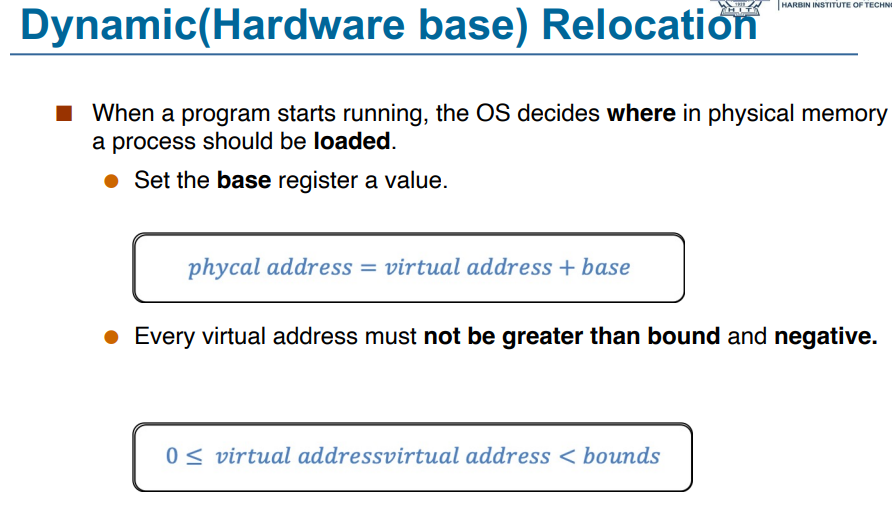 HARBIN INSTITUTE OF TECHN
Dynamic(Hardware base) Relocation
When a program starts running, the OS decides where in physical memory
a process should be loaded.
Set the base register a value.
phycal address = virtual address + base
Every virtual address must not be greater than bound and negative.
0 ≤ virtual addressvirtual address < bounds